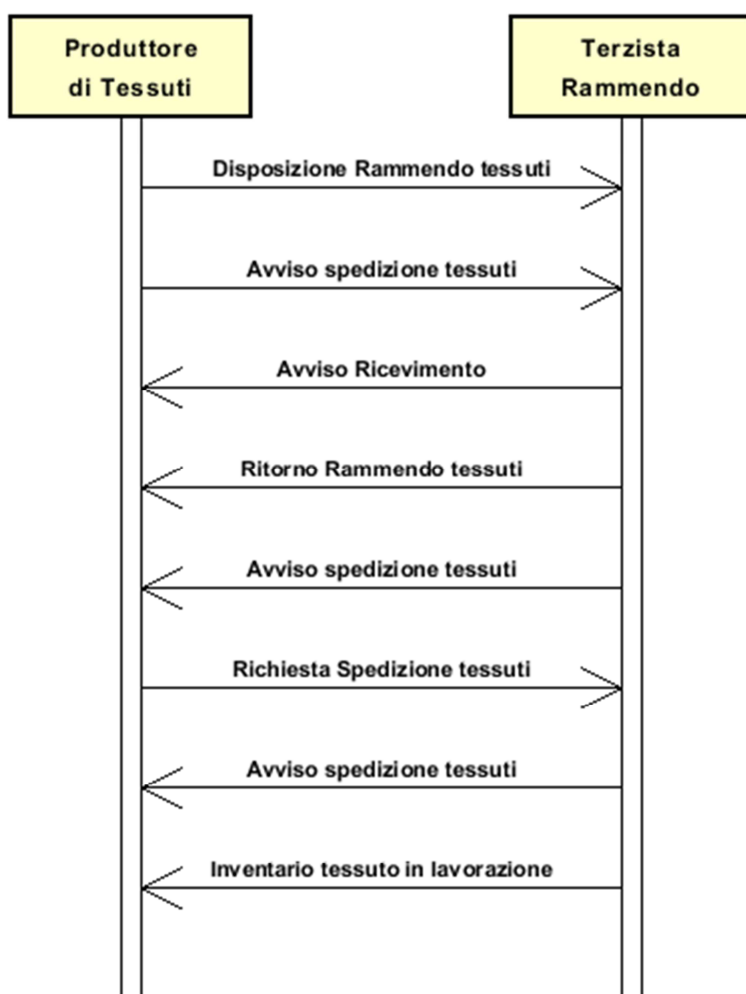 Produttore
di Tessuti
Terzista
Rammendo
Disposizione Rammendo tessuti
Avviso spedizione tessuti
Avviso Ricevimento
Ritorno Rammendo tessuti
Avviso spedizione tessuti
Richiesta Spedizione tessuti
Avviso spedizione tessuti
Inventario tessuto in lavorazione